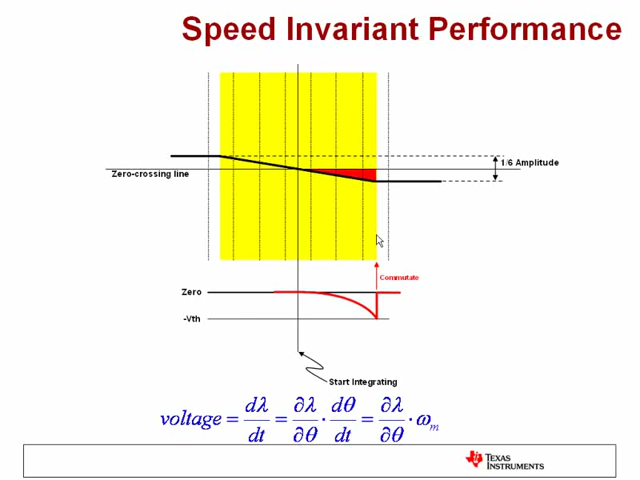 Speed Invariant Performance
1/6 Amplitude
Zero-crossing line
Commutate
Zero
-Vth
Start Integrating
voltage = dλ/dt = ∂λ/∂θ · dθ/dt = ∂λ/∂θ · ωm
TEXAS
INSTRUMENTS